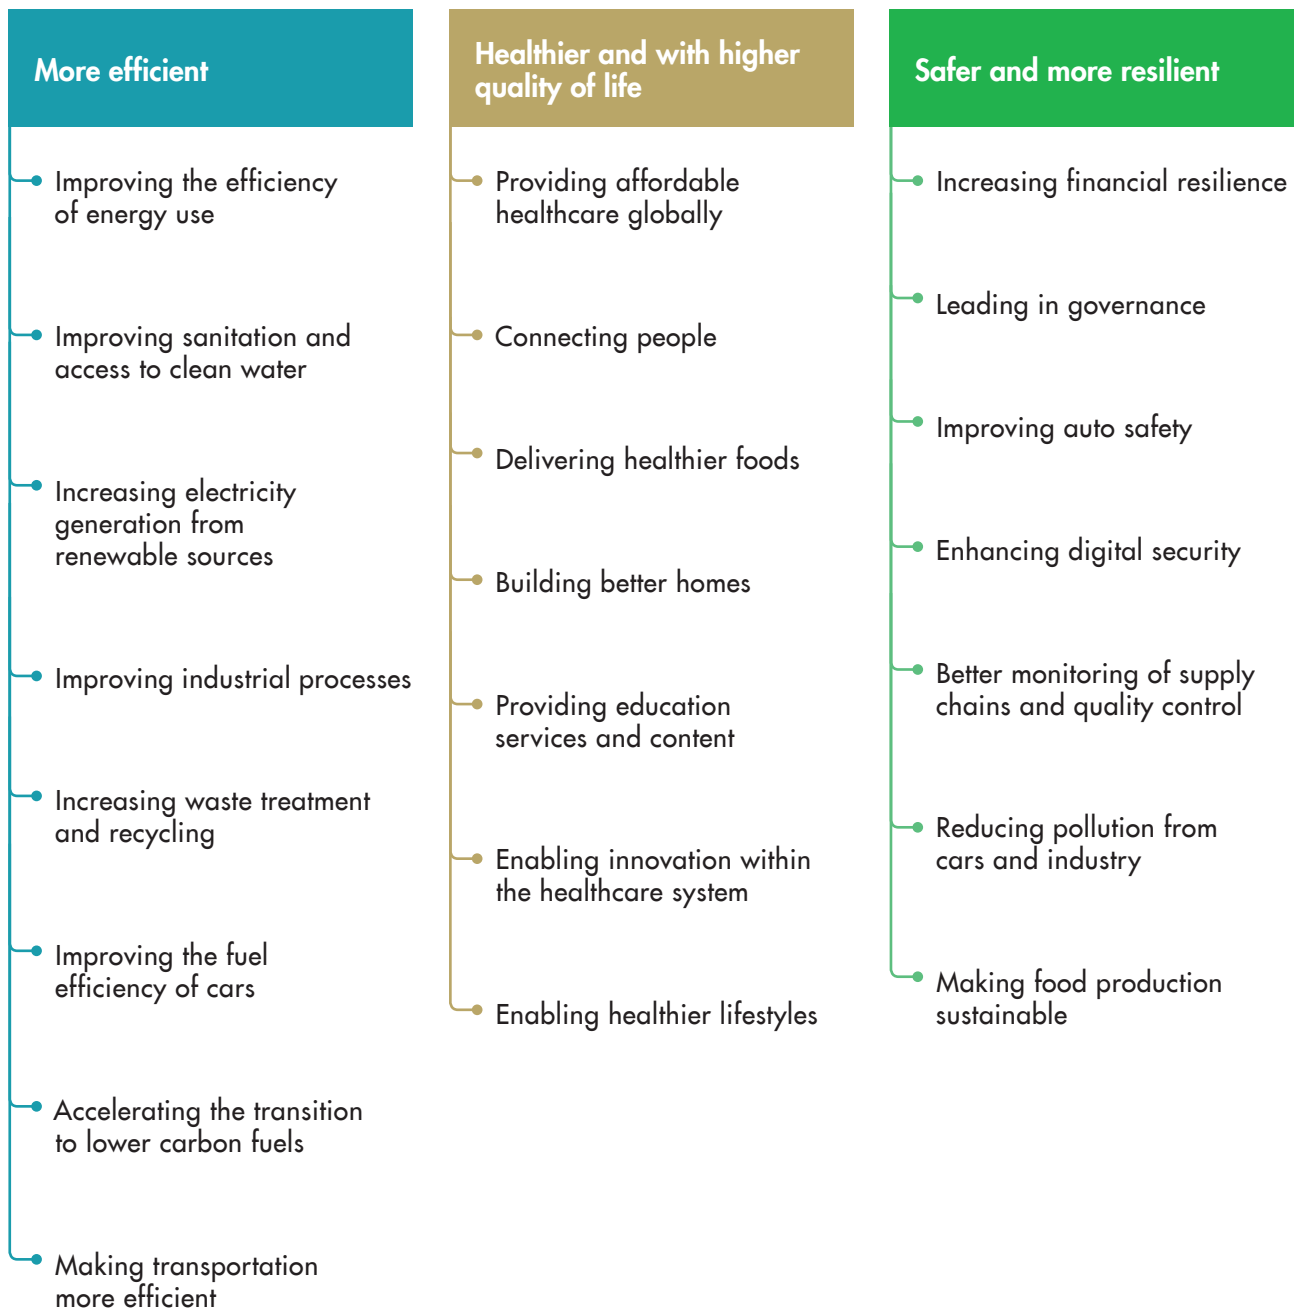 More efficient
Improving the efficiency
of energy use
Improving sanitation and
access to clean water
Increasing electricity
generation from
renewable sources
Improving industrial processes
Increasing waste treatment
and recycling
Improving the fuel
efficiency of cars
Accelerating the transition
to lower carbon fuels
Making transportation
more efficient
Healthier and with higher
quality of life
Providing affordable
healthcare globally
Connecting people
Delivering healthier foods
Building better homes
Providing education
services and content
Enabling innovation within
the healthcare system
Enabling healthier lifestyles
Safer and more resilient
Increasing financial resilience
Leading in governance
Improving auto safety
Enhancing digital security
Better monitoring of supply
chains and quality control
Reducing pollution from
cars and industry
Making food production
sustainable